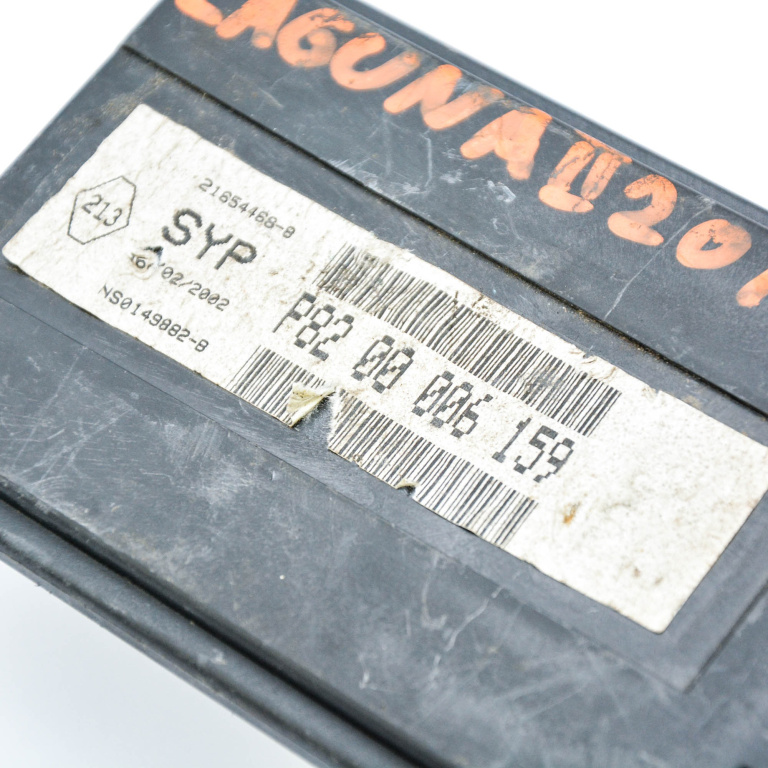 LAGUNA II 20
21654468-B
213
SYP
02/2002
NS0149882-B
P82 00 006 159